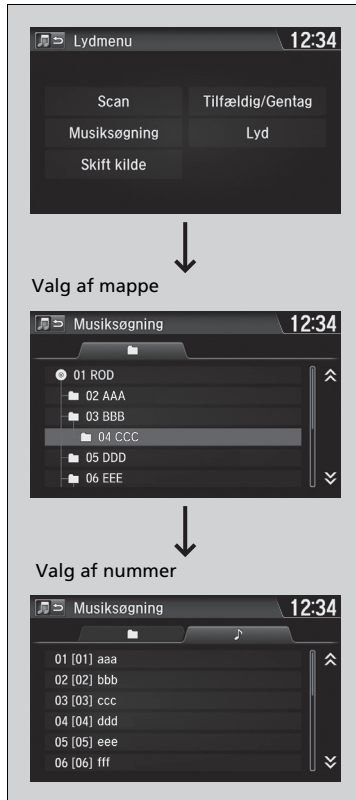 Lydmenu 12:34
Scan Tilfældig/Gentag
Musiksøgning Lyd
Skift kilde
Valg af mappe
Musiksøgning 12:34
01 ROD
02 AAA
03 BBB
04 CCC
05 DDD
06 EEE
Valg af nummer
Musiksøgning 12:34
01 [01] aaa
02 [02] bbb
03 [03] ccc
04 [04] ddd
05 [05] eee
06 [06] fff